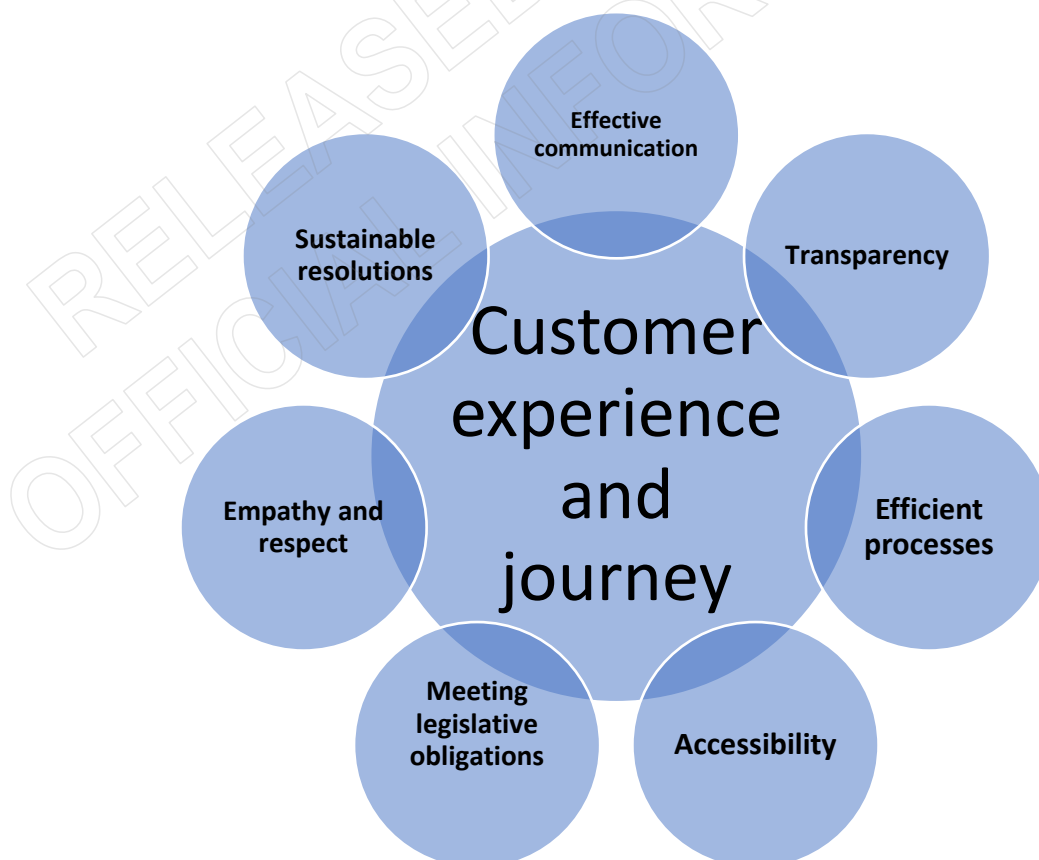 RELEASE
OFFICIAL INFOR
Effective
communication
Transparency
Efficient
processes
Accessibility
Meeting
legislative
obligations
Empathy and
respect
Sustainable
resolutions
Customer
experience
and
journey